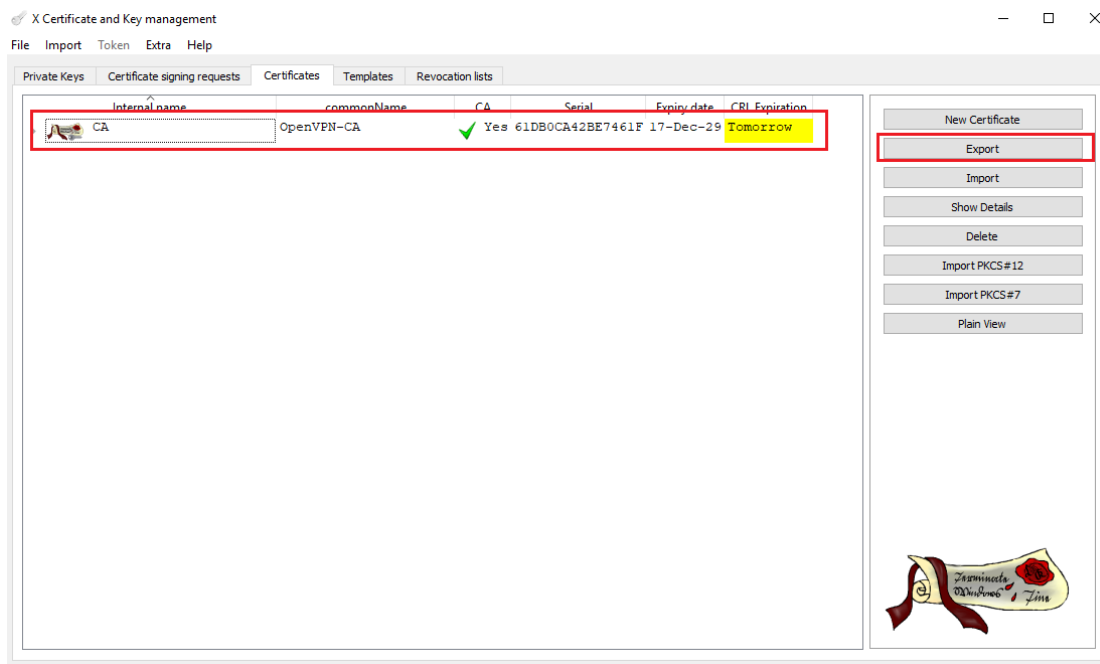 X Certificate and Key management
File Import Token Extra Help
Private Keys Certificate signing requests Certificates Templates Revocation lists
Internal name commonName CA Serial Expiry date CRL Expiration
CA OpenVPN-CA Yes 61DB0CA42BE7461F 17-Dec-29 Tomorrow
New Certificate
Export
Import
Show Details
Delete
Import PKCS#12
Import PKCS#7
Plain View